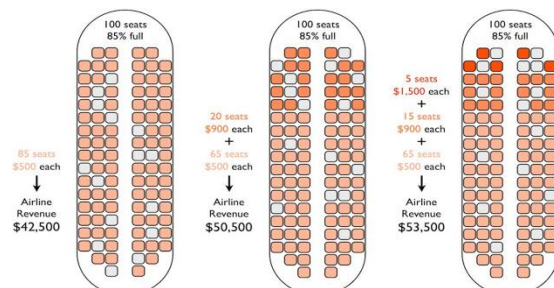 100 seats
85% full
85 seats
$500 each
Airline
Revenue
$42,500
100 seats
85% full
20 seats
$900 each
+
65 seats
$500 each
Airline
Revenue
$50,500
100 seats
85% full
5 seats
$1,500 each
+
15 seats
$900 each
+
65 seats
$500 each
Airline
Revenue
$53,500